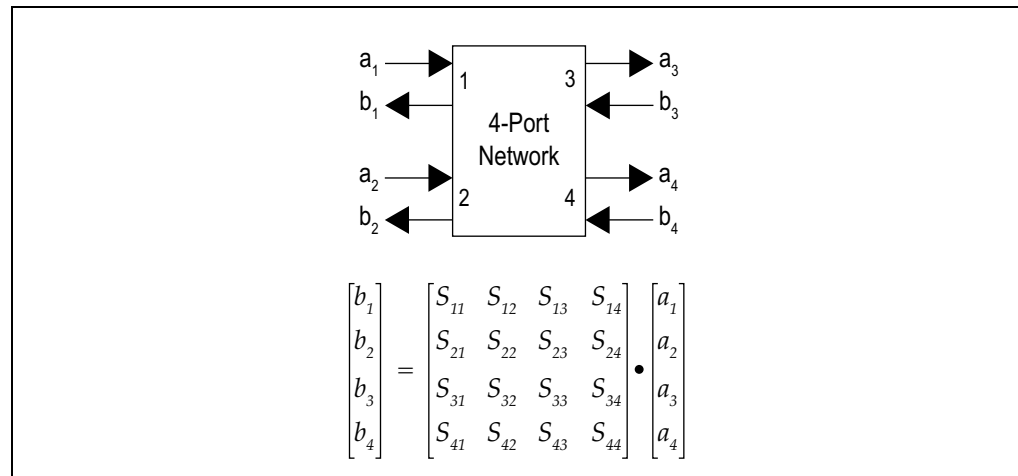 a1 1 3 a3
b1 b3
4-Port
Network
a2 2 4 a4
b2 b4
[b1] = [S11 S12 S13 S14] • [a1]
[b2] [S21 S22 S23 S24] [a2]
[b3] [S31 S32 S33 S34] [a3]
[b4] [S41 S42 S43 S44] [a4]